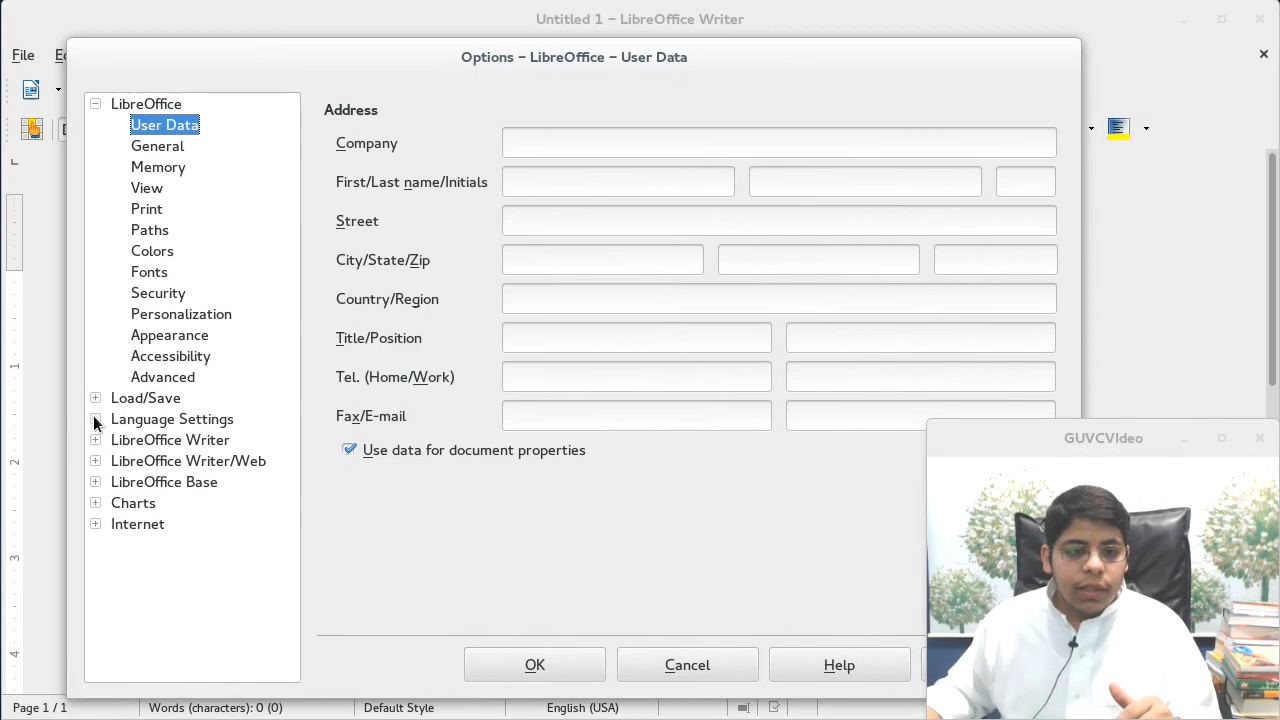 Untitled 1 – LibreOffice Writer
File
Options – LibreOffice – User Data
LibreOffice
User Data
General
Memory
View
Print
Paths
Colors
Fonts
Security
Personalization
Appearance
Accessibility
Advanced
Load/Save
Language Settings
LibreOffice Writer
LibreOffice Writer/Web
LibreOffice Base
Charts
Internet
Address
Company
First/Last name/Initials
Street
City/State/Zip
Country/Region
Title/Position
Tel. (Home/Work)
Fax/E-mail
Use data for document properties
OK Cancel Help
GUVCVIdeo
1
2
3
4
Page 1 / 1 Words (characters): 0 (0) Default Style English (USA)